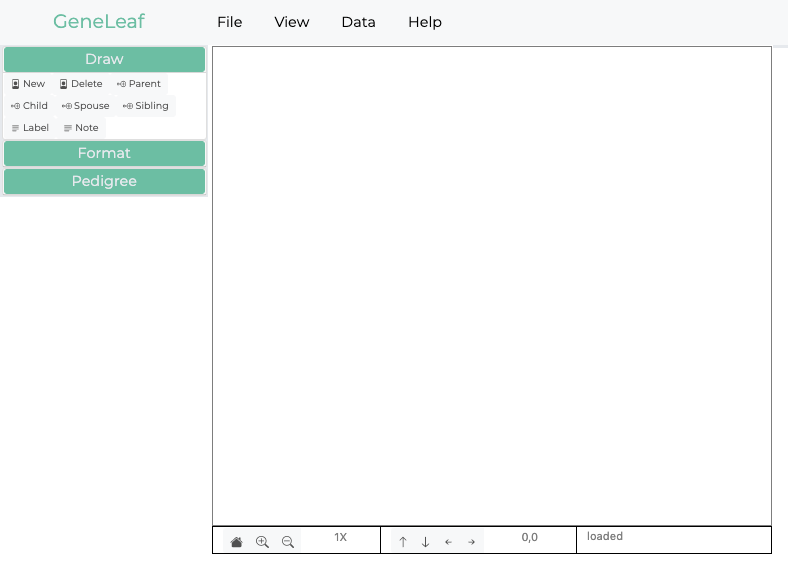 GeneLeaf File View Data Help
Draw
New Delete Parent
Child Spouse Sibling
Label Note
Format
Pedigree
1X 0,0 loaded